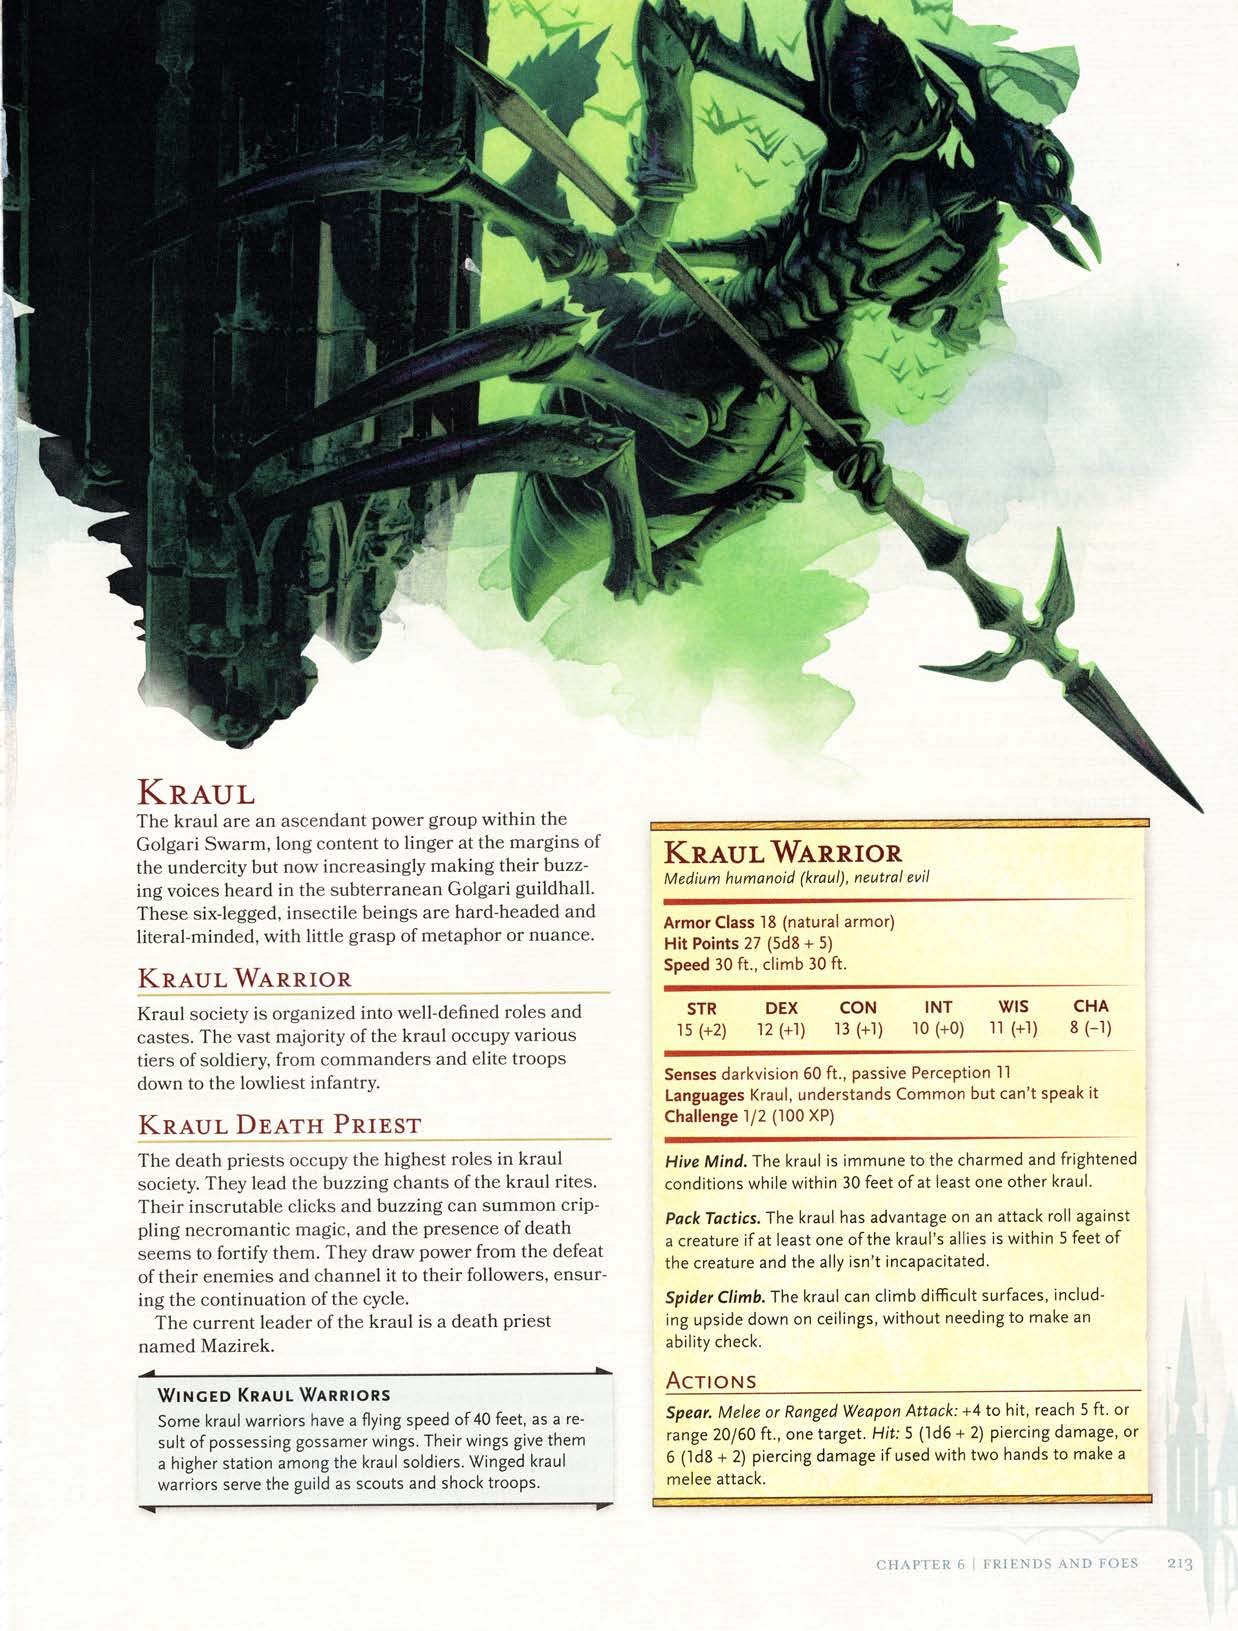 KRAUL
The kraul are an ascendant power group within the
Golgari Swarm, long content to linger at the margins of
the undercity but now increasingly making their buzz-
ing voices heard in the subterranean Golgari guildhall.
These six-legged, insectile beings are hard-headed and
literal-minded, with little grasp of metaphor or nuance.
KRAUL WARRIOR
Kraul society is organized into well-defined roles and
castes. The vast majority of the kraul occupy various
tiers of soldiery, from commanders and elite troops
down to the lowliest infantry.
KRAUL DEATH PRIEST
The death priests occupy the highest roles in kraul
society. They lead the buzzing chants of the kraul rites.
Their inscrutable clicks and buzzing can summon crip-
pling necromantic magic, and the presence of death
seems to fortify them. They draw power from the defeat
of their enemies and channel it to their followers, ensur-
ing the continuation of the cycle.
The current leader of the kraul is a death priest
named Mazirek.
WINGED KRAUL WARRIORS
Some kraul warriors have a flying speed of 40 feet, as a re-
sult of possessing gossamer wings. Their wings give them
a higher station among the kraul soldiers. Winged kraul
warriors serve the guild as scouts and shock troops.
KRAUL WARRIOR
Medium humanoid (kraul), neutral evil
Armor Class 18 (natural armor)
Hit Points 27 (5d8 + 5)
Speed 30 ft., climb 30 ft.
STR DEX CON INT WIS CHA
15 (+2) 12 (+1) 13 (+1) 10 (+0) 11 (+1) 8 (−1)
Senses darkvision 60 ft., passive Perception 11
Languages Kraul, understands Common but can't speak it
Challenge 1/2 (100 XP)
Hive Mind. The kraul is immune to the charmed and frightened
conditions while within 30 feet of at least one other kraul.
Pack Tactics. The kraul has advantage on an attack roll against
a creature if at least one of the kraul's allies is within 5 feet of
the creature and the ally isn't incapacitated.
Spider Climb. The kraul can climb difficult surfaces, includ-
ing upside down on ceilings, without needing to make an
ability check.
ACTIONS
Spear. Melee or Ranged Weapon Attack: +4 to hit, reach 5 ft. or
range 20/60 ft., one target. Hit: 5 (1d6 + 2) piercing damage, or
6 (1d8 + 2) piercing damage if used with two hands to make a
melee attack.
CHAPTER 6 | FRIENDS AND FOES 213